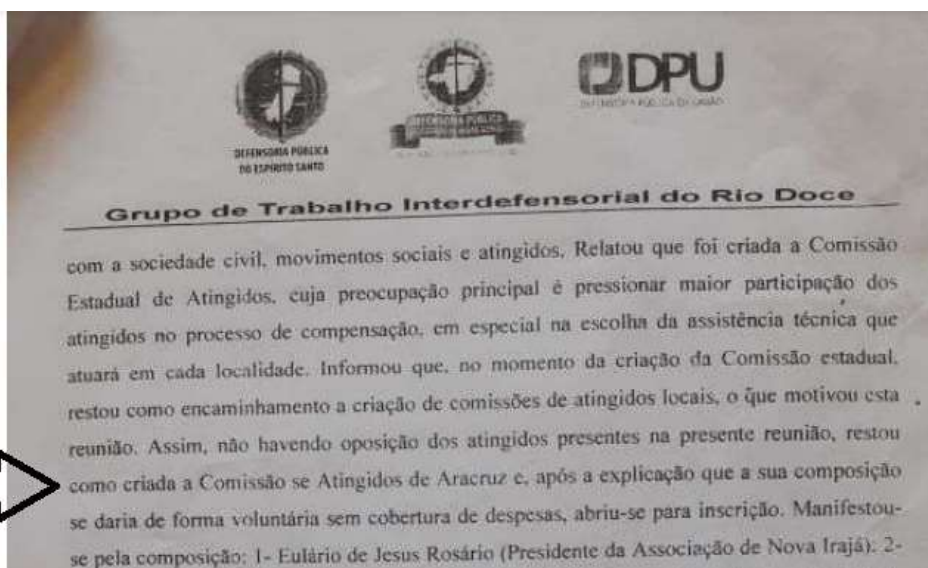 DEFENSORIA PÚBLICA
DO ESPÍRITO SANTO
DEFENSORIA PÚBLICA
DPU
DEFENSORIA PÚBLICA DA UNIÃO
Grupo de Trabalho Interdefensorial do Rio Doce
com a sociedade civil, movimentos sociais e atingidos. Relatou que foi criada a Comissão
Estadual de Atingidos, cuja preocupação principal é pressionar maior participação dos
atingidos no processo de compensação, em especial na escolha da assistência técnica que
atuará em cada localidade. Informou que, no momento da criação da Comissão estadual,
restou como encaminhamento a criação de comissões de atingidos locais, o que motivou esta
reunião. Assim, não havendo oposição dos atingidos presentes na presente reunião, restou
como criada a Comissão se Atingidos de Aracruz e, após a explicação que a sua composição
se daria de forma voluntária sem cobertura de despesas, abriu-se para inscrição. Manifestou-
se pela composição: 1- Eulário de Jesus Rosário (Presidente da Associação de Nova Irajá); 2-